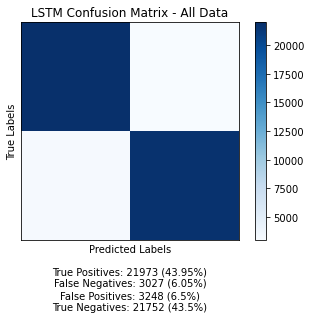 LSTM Confusion Matrix - All Data
True Labels
20000
17500
15000
12500
10000
7500
5000
Predicted Labels
True Positives: 21973 (43.95%)
False Negatives: 3027 (6.05%)
False Positives: 3248 (6.5%)
True Negatives: 21752 (43.5%)